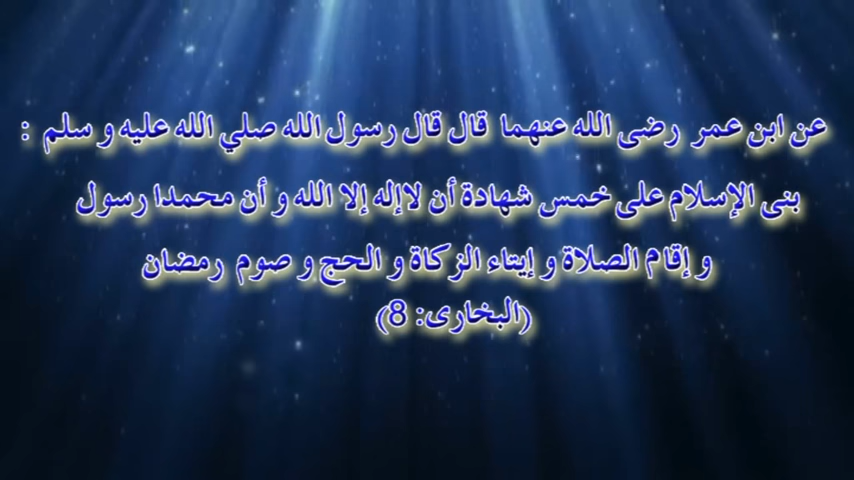 عن ابن عمر رضى الله عنهما قال قال رسول الله صلي الله عليه و سلم :
بنى الإسلام على خمس شهادة أن لاإله إلا الله و أن محمدا رسول
و إقام الصلاة و إيتاء الزكاة و الحج و صوم رمضان
(البخارى: 8)